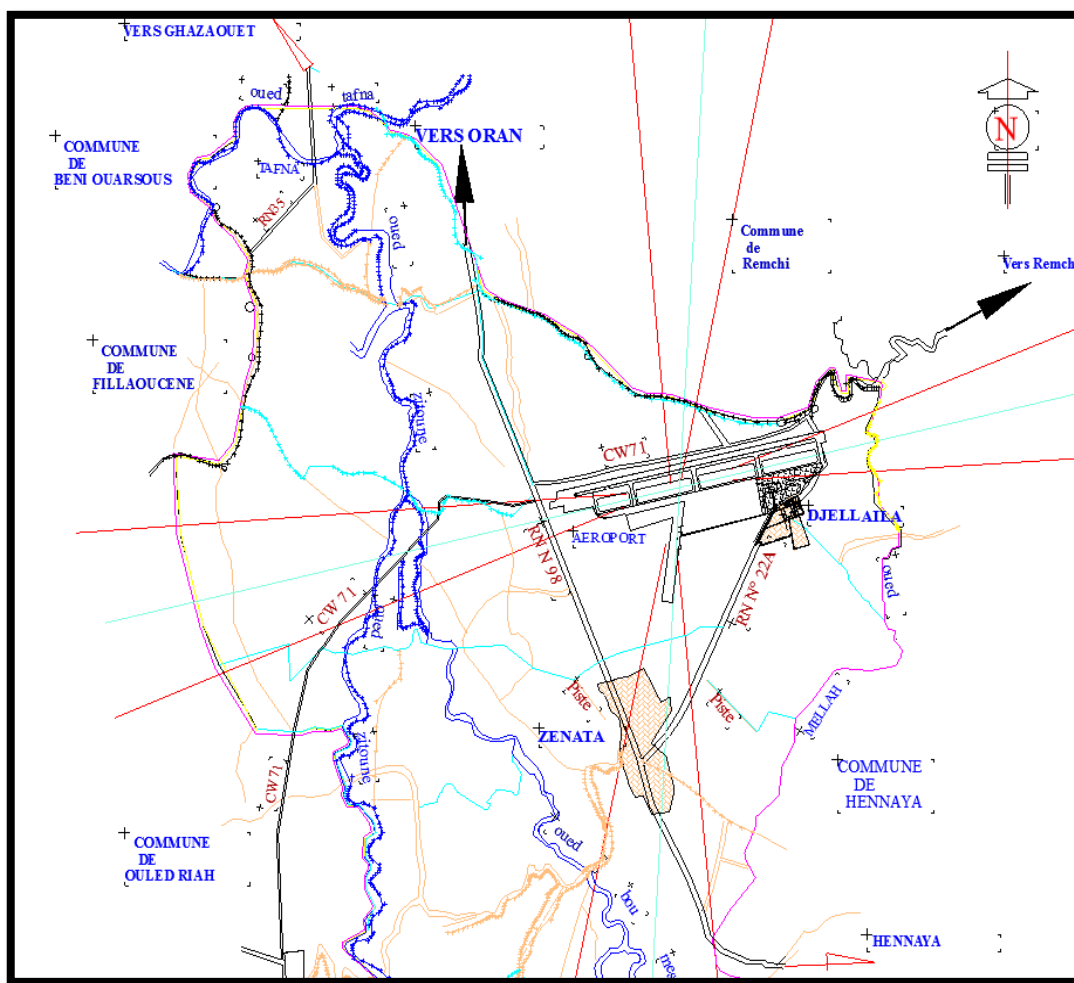 VERS GHAZAOUET
oued
tafna
VERS ORAN
N
COMMUNE
DE
BENI OUARSOUS
TAFNA
RN35
oued
Commune
de
Remchi
Vers Remch
COMMUNE
DE
FILLAOUCENE
zitoune
CW71
DJELLAILA
AEROPORT
RN N 98
RN N° 22A
oued
CW 71
oued
Piste
Piste
MELLAH
ZENATA
zitoune
COMMUNE
DE
HENNAYA
CW71
COMMUNE
DE
OULED RIAH
oued
bou
mes
HENNAYA